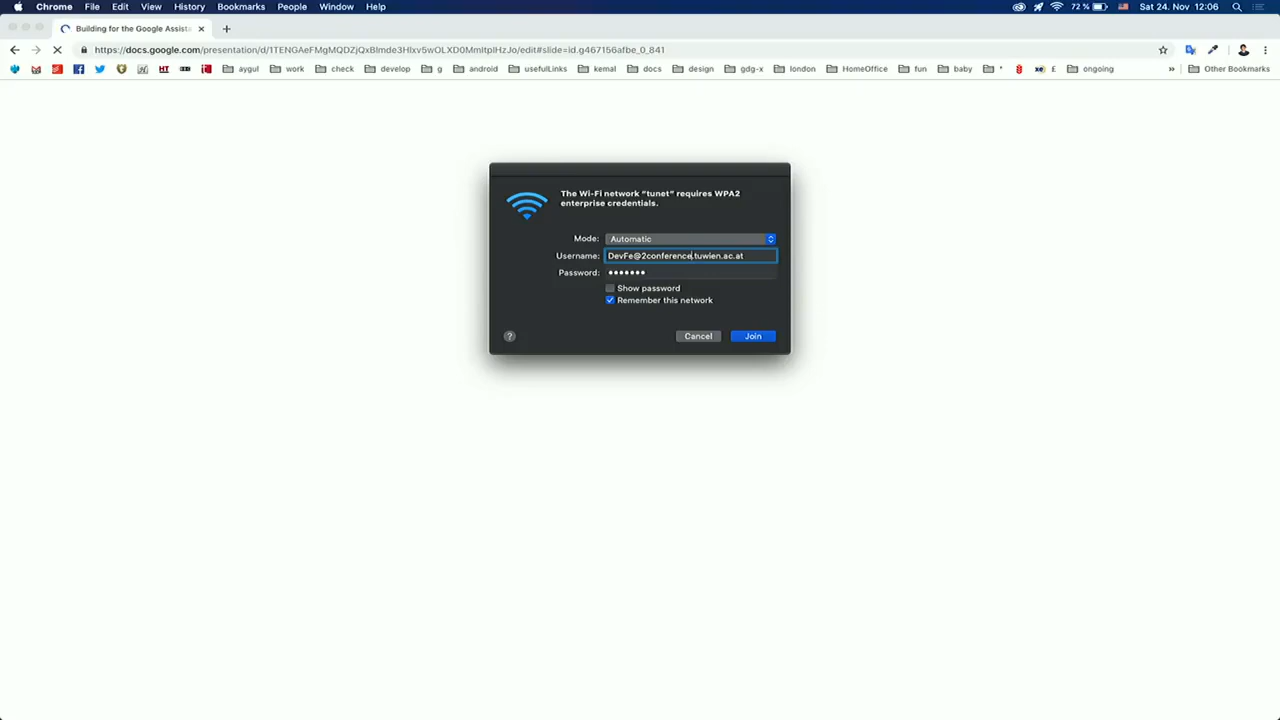 Chrome File Edit View History Bookmarks People Window Help 72 % Sat 24. Nov 12:06
Building for the Google Assista
https://docs.google.com/presentation/d/1TENGAeFMgMQDZjQxBlmde3Hlxv5wOLXD0MmItpIHzJo/edit#slide=id.g467156afbe_0_841
HT aygul work check develop g android usefulLinks kemal docs design gdg-x london HomeOffice fun baby * £ ongoing » Other Bookmarks
The Wi-Fi network "tunet" requires WPA2
enterprise credentials.
Mode: Automatic
Username: DevFe@2conference.tuwien.ac.at
Password: •••••••
Show password
Remember this network
? Cancel Join